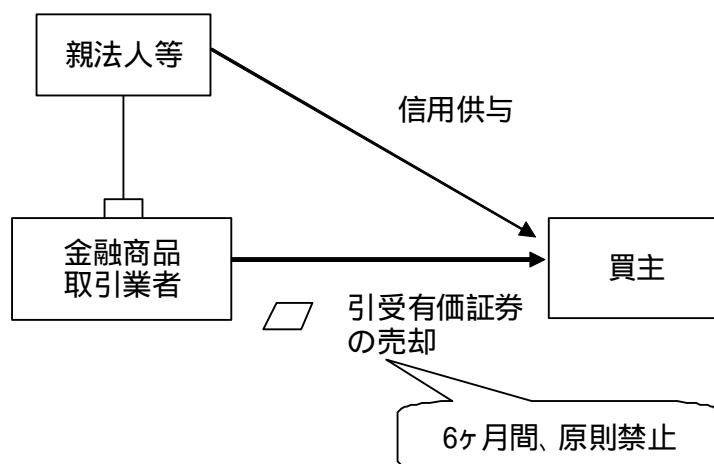 親法人等
信用供与
金融商品
取引業者
買主
引受有価証券
の売却
6ヶ月間、原則禁止